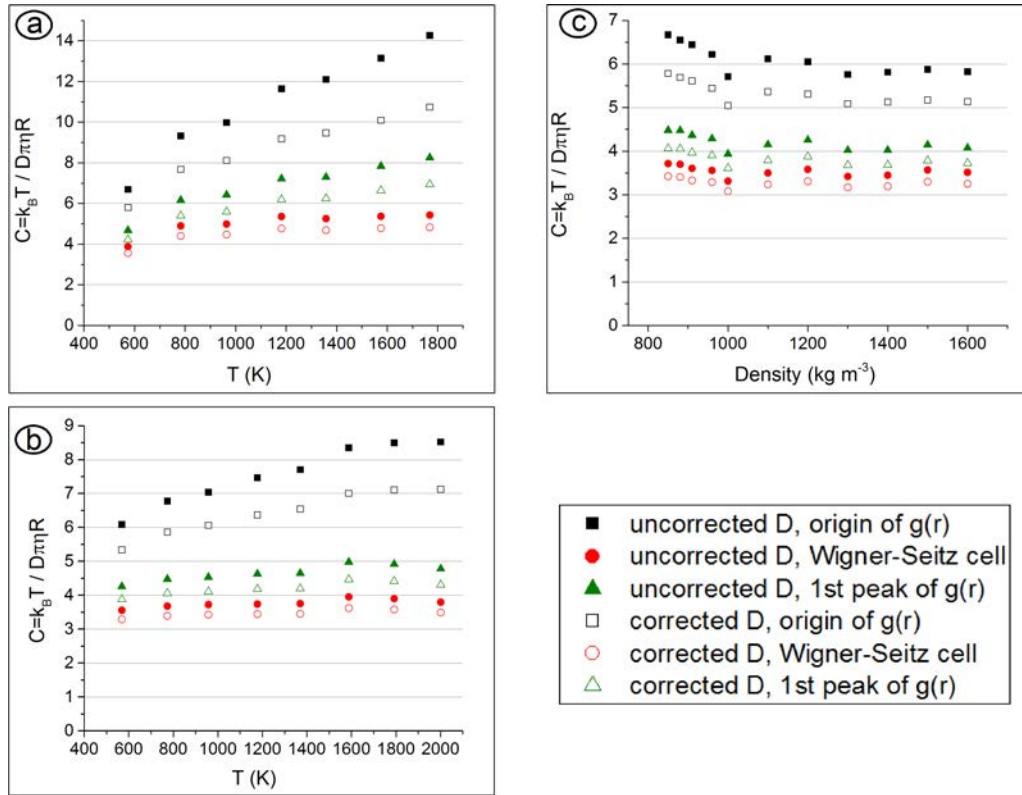 a
C=kBT / DπηR
14
12
10
8
6
4
2
0
400 600 800 1000 1200 1400 1600 1800
T (K)
c
C=kBT / DπηR
7
6
5
4
3
2
1
0
800 1000 1200 1400 1600
Density (kg m⁻³)
b
C=kBT / DπηR
9
8
7
6
5
4
3
2
1
0
400 600 800 1000 1200 1400 1600 1800 2000
T (K)
uncorrected D, origin of g(r)
uncorrected D, Wigner-Seitz cell
uncorrected D, 1st peak of g(r)
corrected D, origin of g(r)
corrected D, Wigner-Seitz cell
corrected D, 1st peak of g(r)